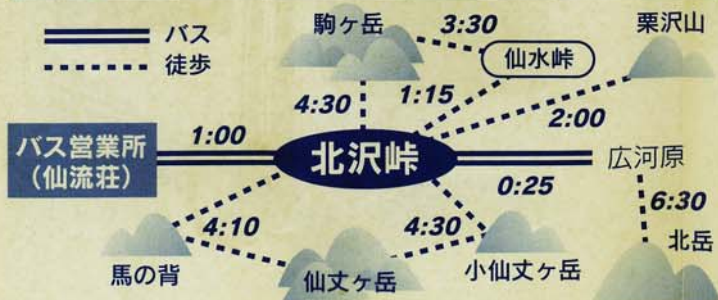 バス
徒歩
駒ヶ岳
3:30
仙水峠
栗沢山
4:30
1:15
2:00
バス営業所
(仙流荘)
1:00
北沢峠
広河原
0:25
6:30
北岳
4:10
4:30
馬の背
仙丈ヶ岳
小仙丈ヶ岳